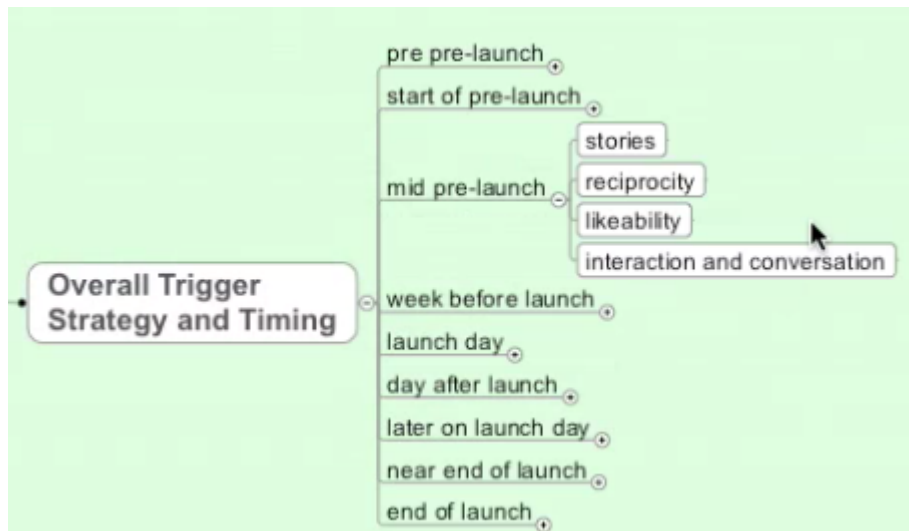 pre pre-launch
start of pre-launch
mid pre-launch
stories
reciprocity
likeability
interaction and conversation
Overall Trigger
Strategy and Timing
week before launch
launch day
day after launch
later on launch day
near end of launch
end of launch